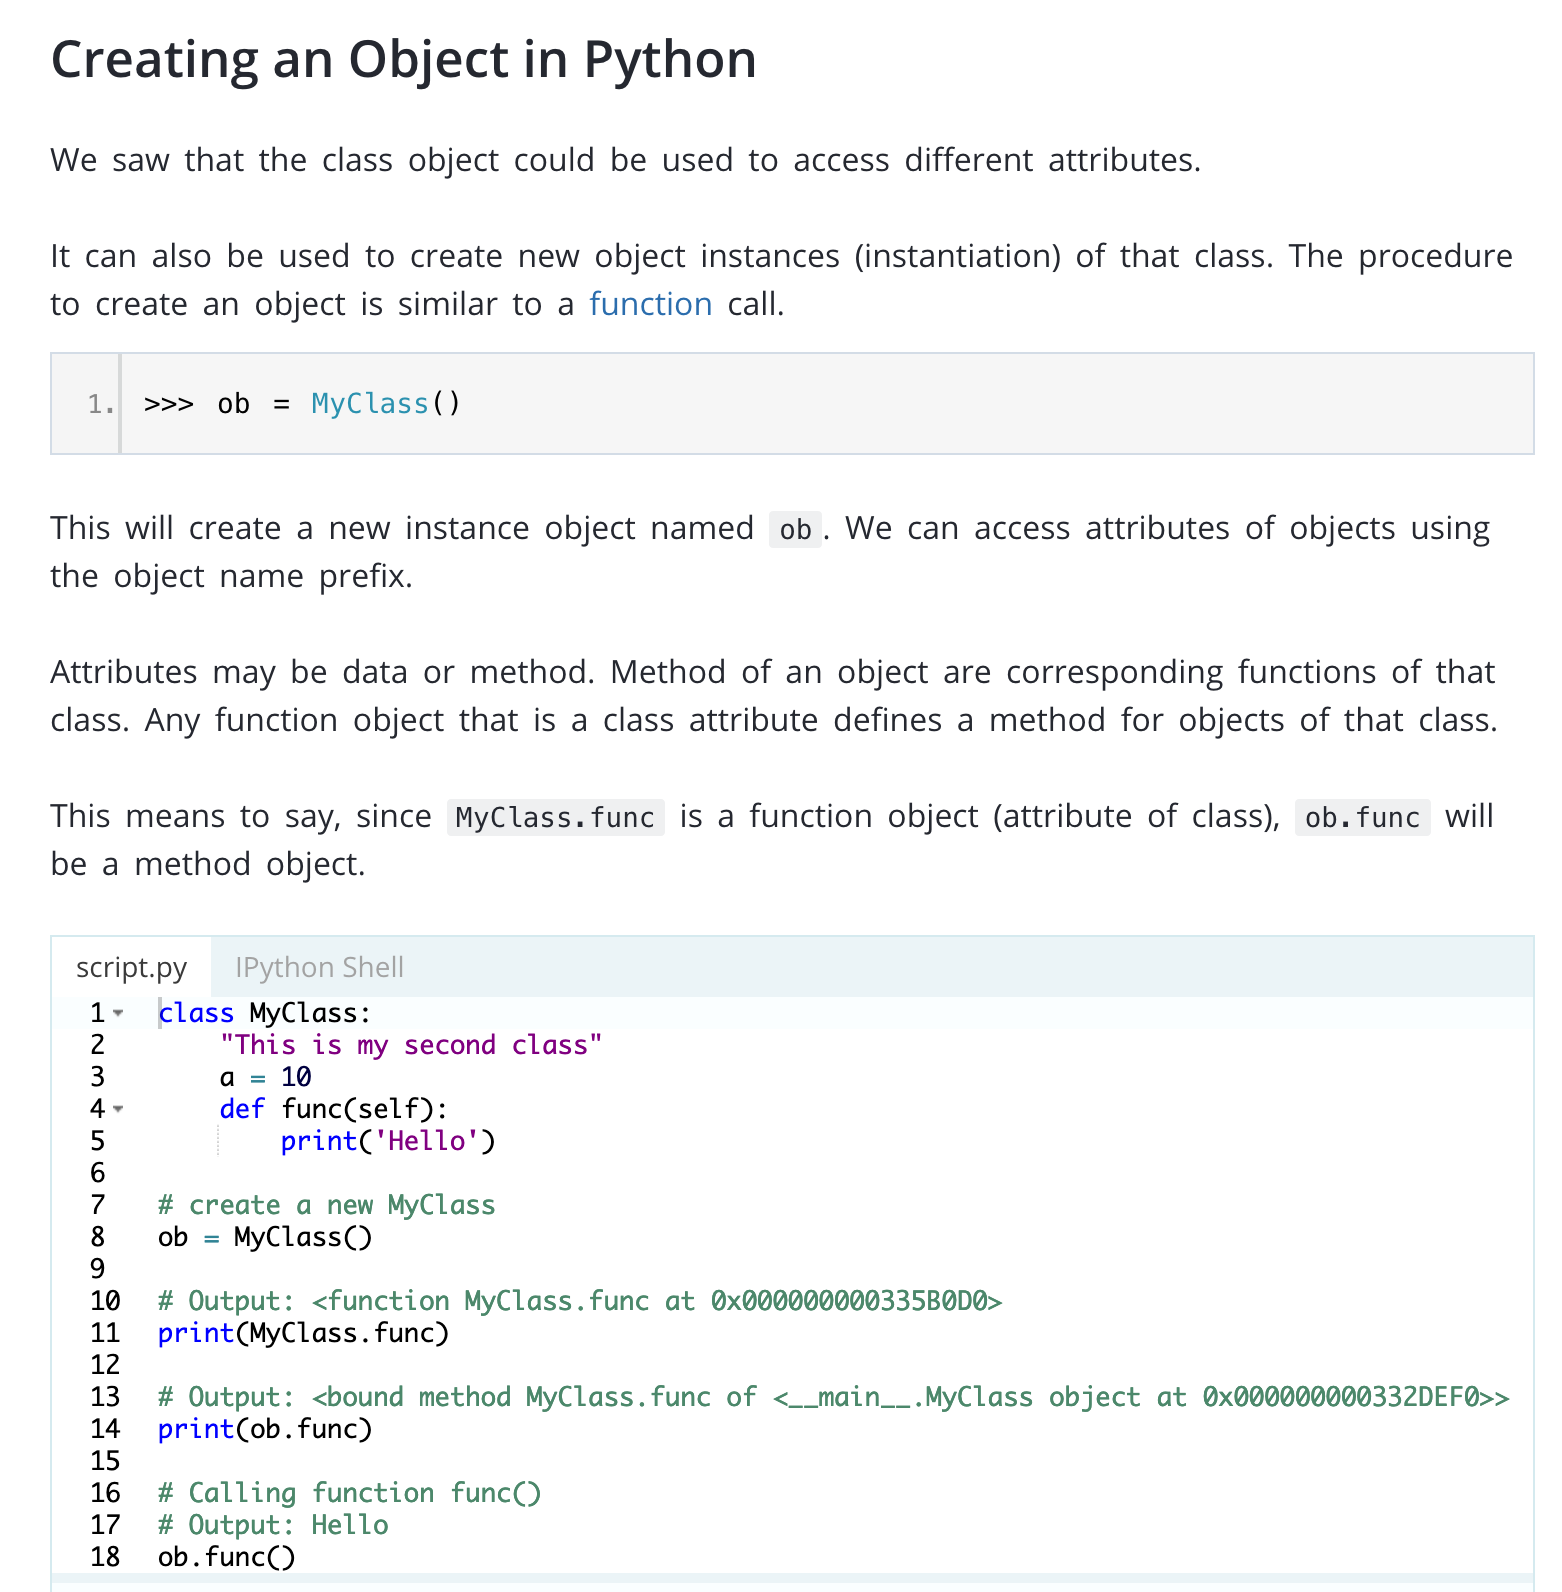 Creating an Object in Python
We saw that the class object could be used to access different attributes.
It can also be used to create new object instances (instantiation) of that class. The procedure
to create an object is similar to a function call.
1. >>> ob = MyClass()
This will create a new instance object named ob. We can access attributes of objects using
the object name prefix.
Attributes may be data or method. Method of an object are corresponding functions of that
class. Any function object that is a class attribute defines a method for objects of that class.
This means to say, since MyClass.func is a function object (attribute of class), ob.func will
be a method object.
script.py IPython Shell
1 class MyClass:
2     "This is my second class"
3     a = 10
4     def func(self):
5         print('Hello')
6
7 # create a new MyClass
8 ob = MyClass()
9
10 # Output: <function MyClass.func at 0x000000000335B0D0>
11 print(MyClass.func)
12
13 # Output: <bound method MyClass.func of <__main__.MyClass object at 0x000000000332DEF0>>
14 print(ob.func)
15
16 # Calling function func()
17 # Output: Hello
18 ob.func()